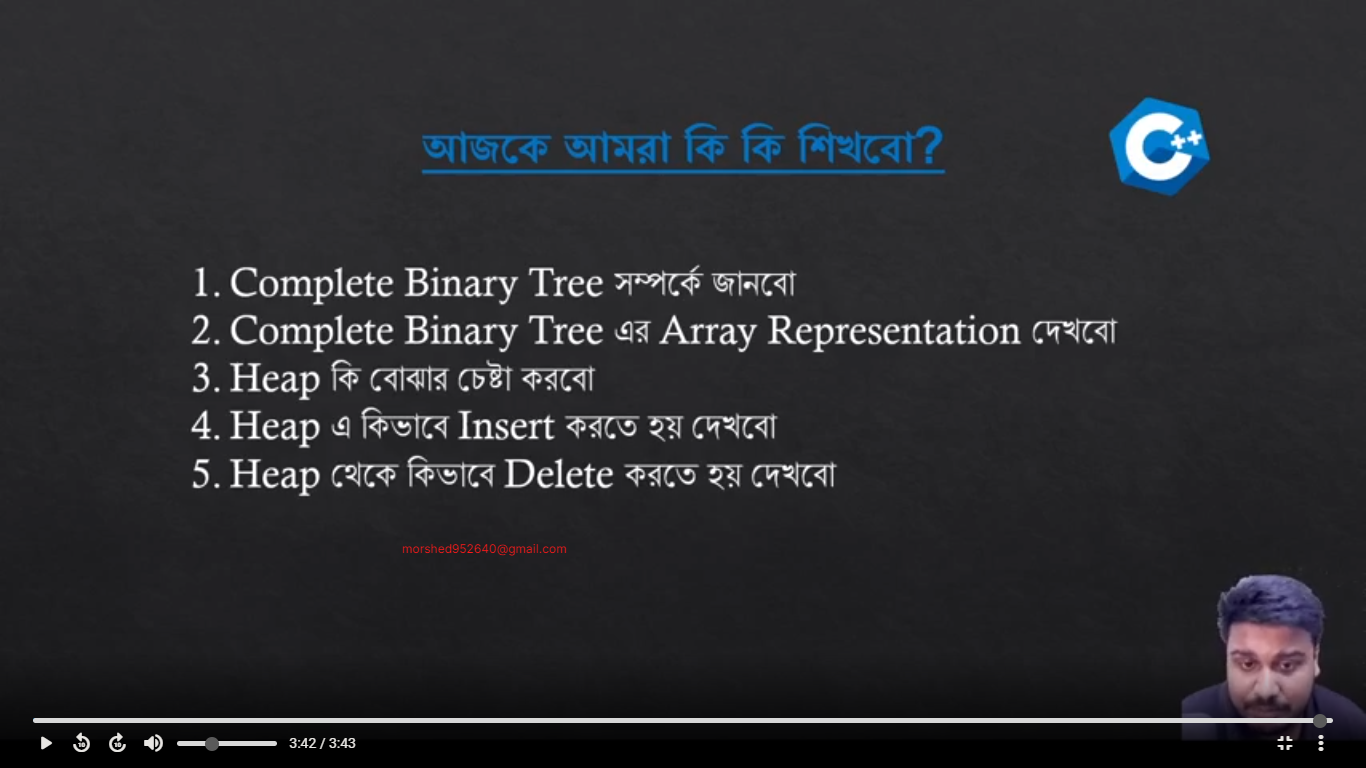 আজকে আমরা কি কি শিখবো?
C++
1. Complete Binary Tree সম্পর্কে জানবো
2. Complete Binary Tree এর Array Representation দেখবো
3. Heap কি বোঝার চেষ্টা করবো
4. Heap এ কিভাবে Insert করতে হয় দেখবো
5. Heap থেকে কিভাবে Delete করতে হয় দেখবো
morshed952640@gmail.com
10 10 3:42 / 3:43